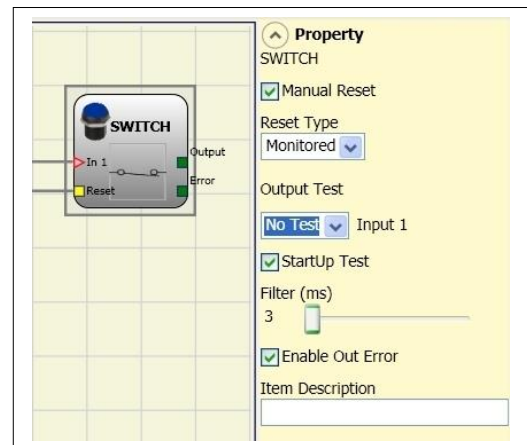 SWITCH
In 1
Reset
Output
Error
Property
SWITCH
Manual Reset
Reset Type
Monitored
Output Test
No Test Input 1
StartUp Test
Filter (ms)
3
Enable Out Error
Item Description